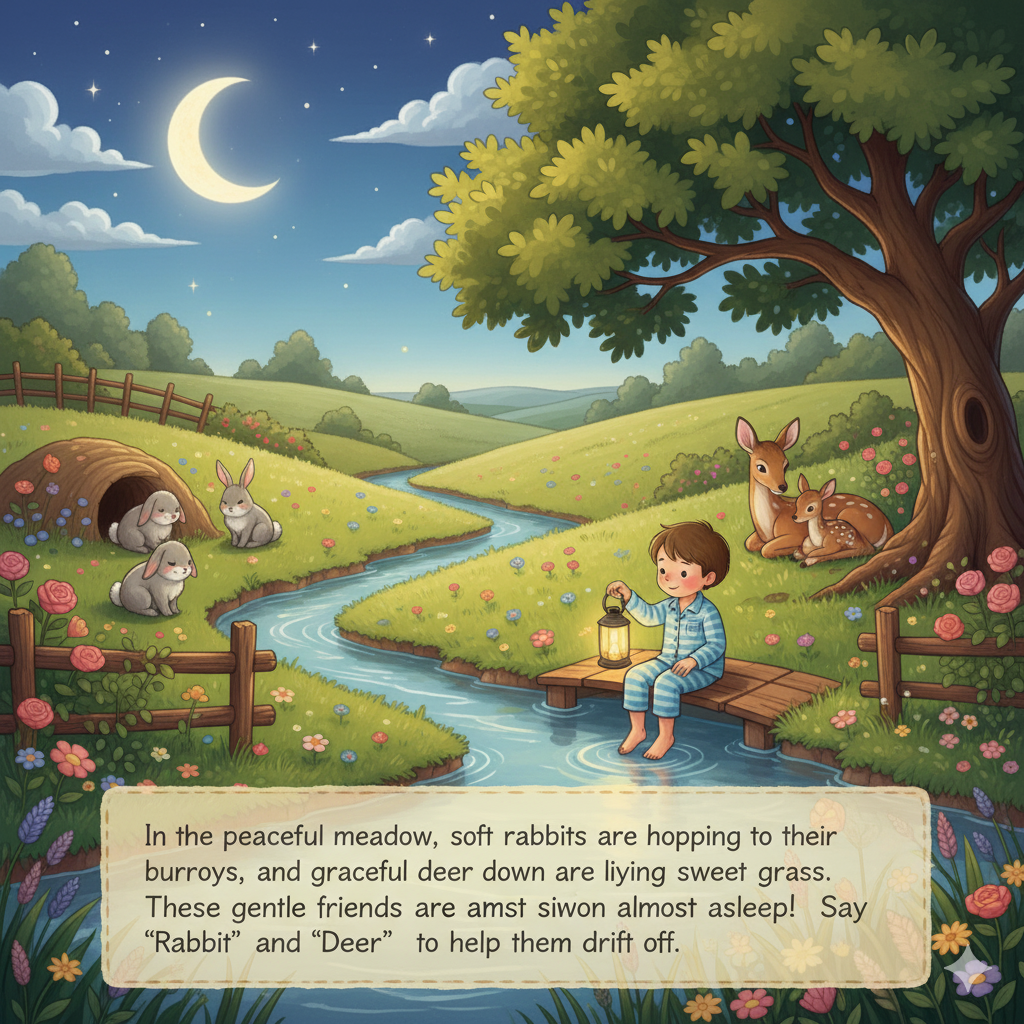 In the peaceful meadow, soft rabbits are hopping to their
burroys, and graceful deer down are liying sweet grass.
These gentle friends are amst siwon almost asleep! Say
“Rabbit” and “Deer” to help them drift off.